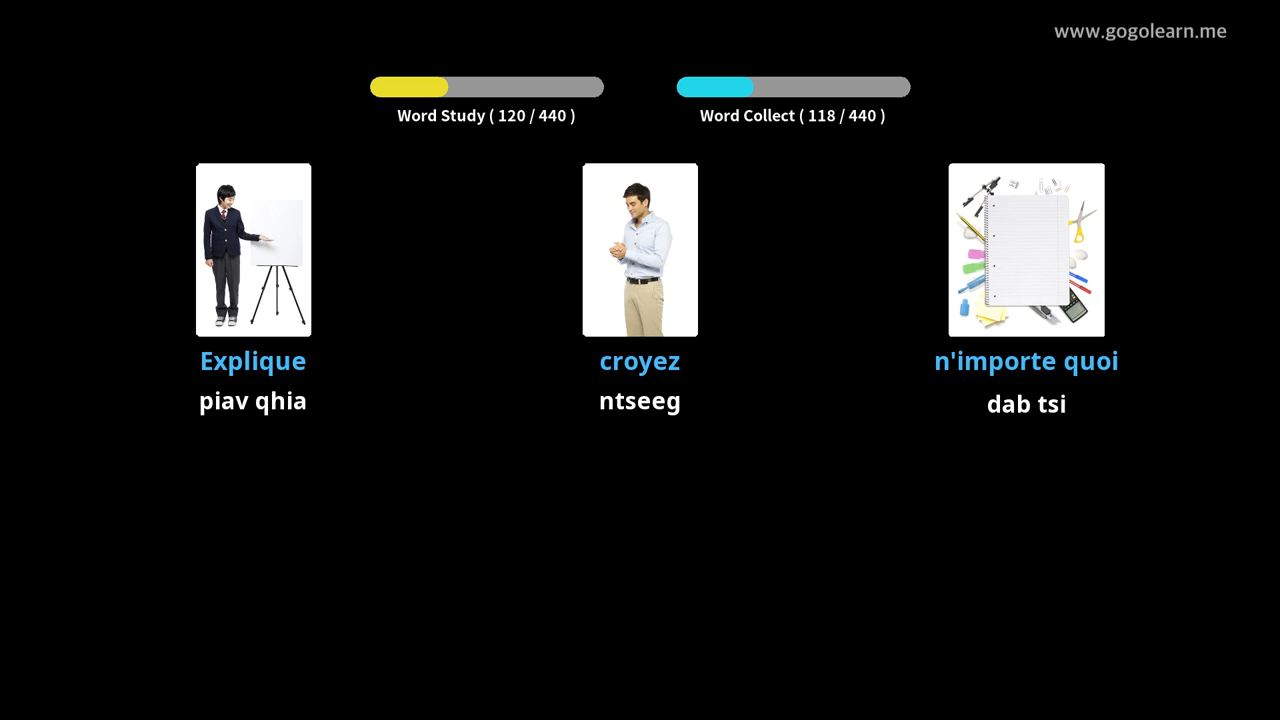 www.gogolearn.me
Word Study ( 120 / 440 )
Word Collect ( 118 / 440 )
Explique
croyez
n'importe quoi
piav qhia
ntseeg
dab tsi